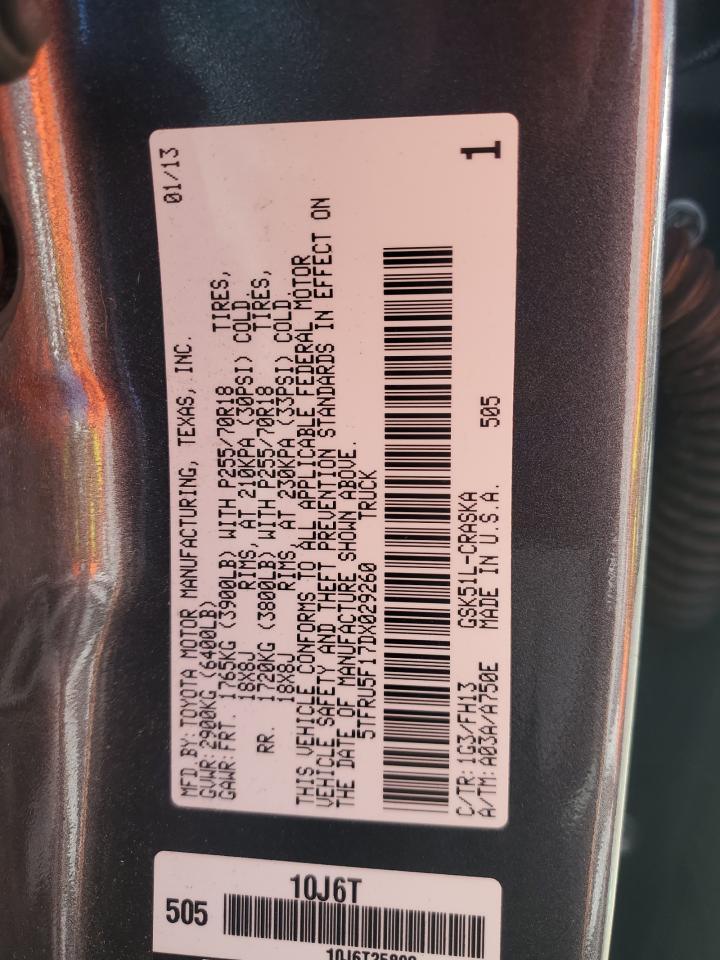 MFD BY: TOYOTA MOTOR MANUFACTURING, TEXAS, INC. 01/13
GVWR: 2900KG (6400LB)
GAWR: FRT. 1765KG (3900LB) WITH P255/70R18 TIRES,
18X8J RIMS, AT 210KPA (30PSI) COLD
RR. 1720KG (3800LB) WITH P255/70R18 TIRES,
18X8J RIMS, AT 230KPA (33PSI) COLD
THIS VEHICLE CONFORMS TO ALL APPLICABLE FEDERAL MOTOR
VEHICLE SAFETY AND THEFT PREVENTION STANDARDS IN EFFECT ON
THE DATE OF MANUFACTURE SHOWN ABOVE.
5TFRU5F17DX029260 TRUCK
C/TR: 1G3/FH13 GSK51L-CRASKA 505
A/TM: A03A/A750E MADE IN U.S.A. 1
10J6T
505